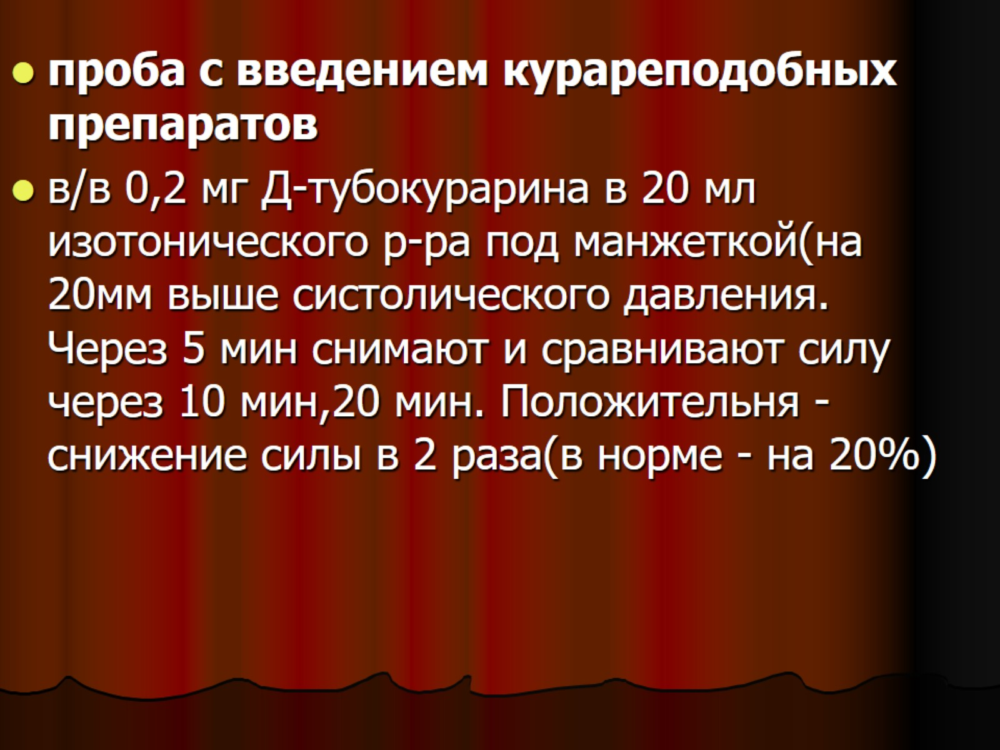 проба с введением курареподобных
препаратов
в/в 0,2 мг Д-тубокурарина в 20 мл
изотонического р-ра под манжеткой(на
20мм выше систолического давления.
Через 5 мин снимают и сравнивают силу
через 10 мин,20 мин. Положительня -
снижение силы в 2 раза(в норме - на 20%)